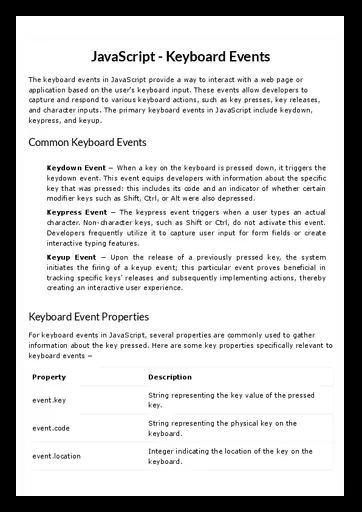 JavaScript - Keyboard Events
The keyboard events in JavaScript provide a way to interact with a web page or
application based on the user's keyboard input. These events allow developers to
capture and respond to various keyboard actions, such as key presses, key releases,
and character inputs. The primary keyboard events in JavaScript include keydown,
keypress, and keyup.
Common Keyboard Events
Keydown Event − When a key on the keyboard is pressed down, it triggers the
keydown event. This event equips developers with information about the specific
key that was pressed: this includes its code and an indicator of whether certain
modifier keys such as Shift, Ctrl, or Alt were also depressed.
Keypress Event − The keypress event triggers when a user types an actual
character. Non-character keys, such as Shift or Ctrl, do not activate this event.
Developers frequently utilize it to capture user input for form fields or create
interactive typing features.
Keyup Event − Upon the release of a previously pressed key, the system
initiates the firing of a keyup event; this particular event proves beneficial in
tracking specific keys' releases and subsequently implementing actions, thereby
creating an interactive user experience.
Keyboard Event Properties
For keyboard events in JavaScript, several properties are commonly used to gather
information about the key pressed. Here are some key properties specifically relevant to
keyboard events −
Property Description
event.key String representing the key value of the pressed
key.
event.code String representing the physical key on the
keyboard.
event.location Integer indicating the location of the key on the
keyboard.